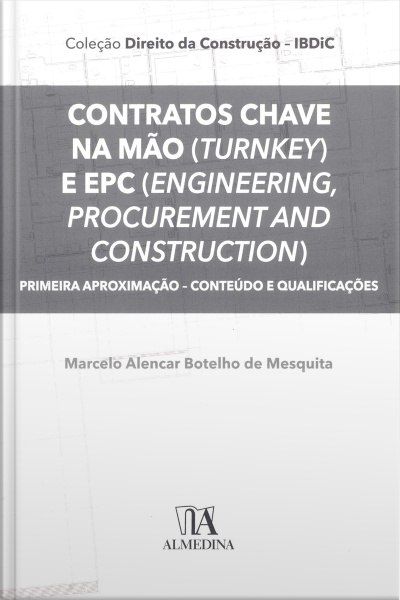 Coleção Direito da Construção – IBDiC
CONTRATOS CHAVE
NA MÃO (TURNKEY)
E EPC (ENGINEERING,
PROCUREMENT AND
CONSTRUCTION)
PRIMEIRA APROXIMAÇÃO – CONTEÚDO E QUALIFICAÇÕES
Marcelo Alencar Botelho de Mesquita
ALMEDINA